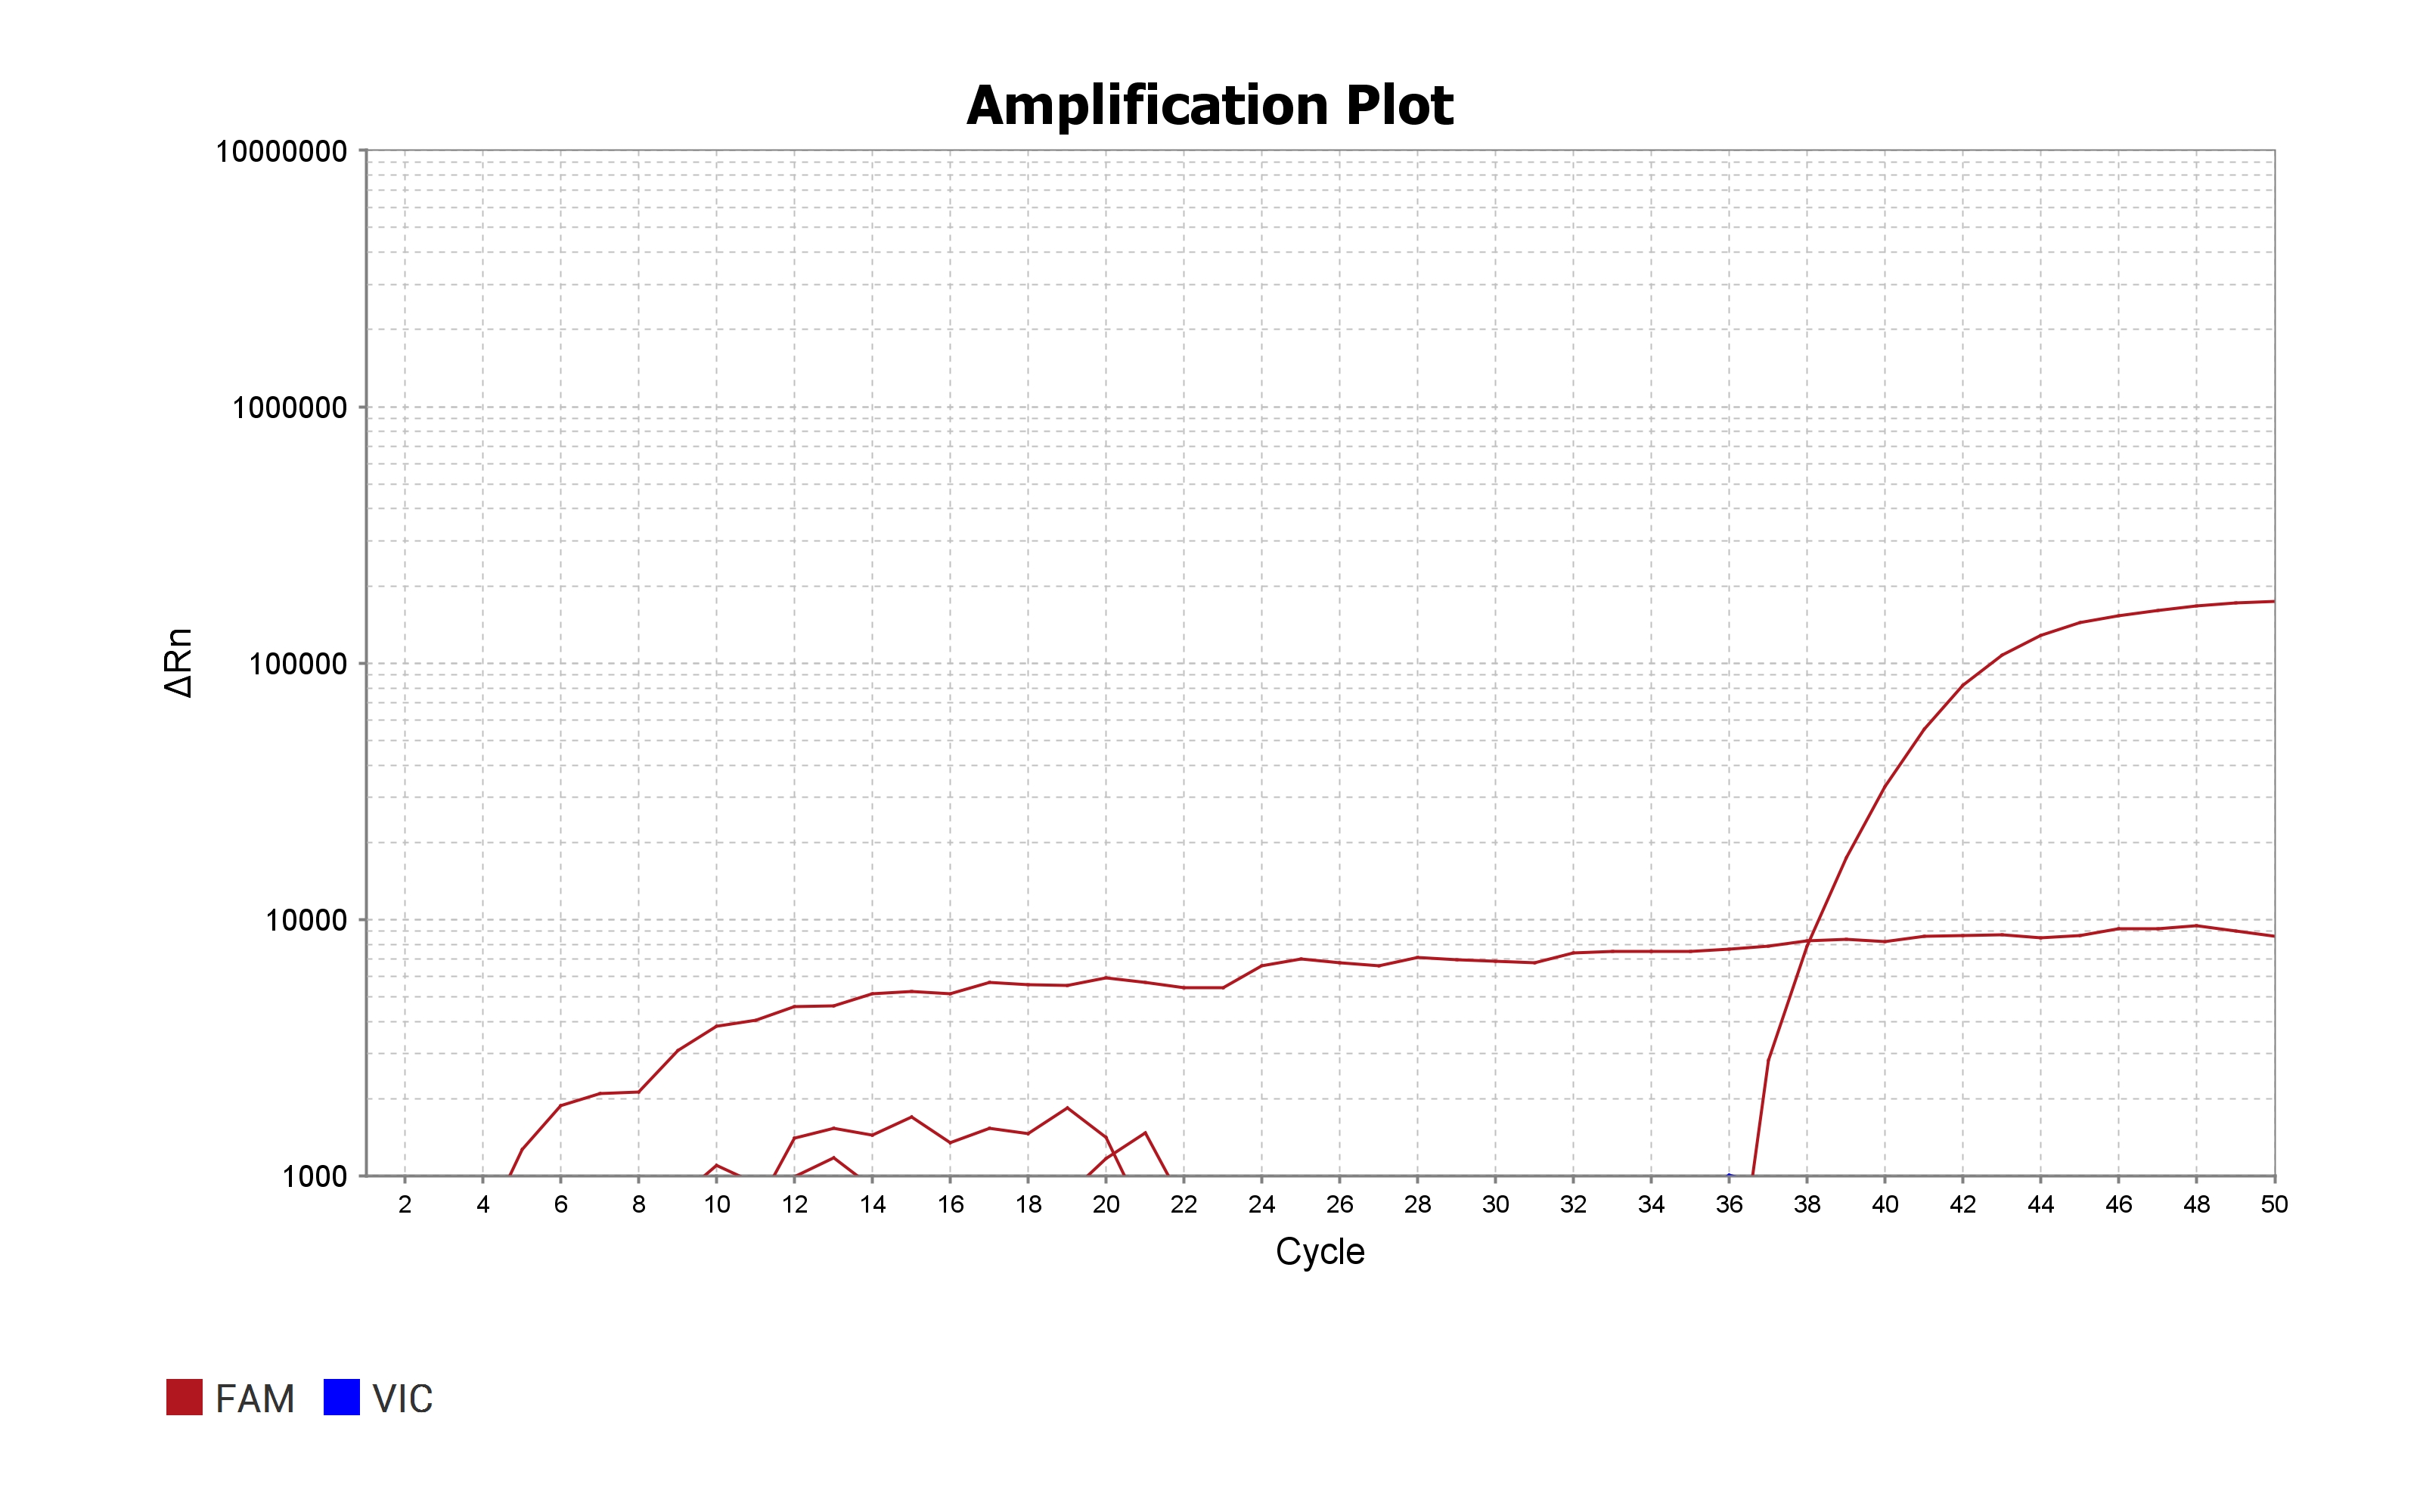 Amplification Plot
10000000
1000000
100000
10000
1000
ΔRn
2 4 6 8 10 12 14 16 18 20 22 24 26 28 30 32 34 36 38 40 42 44 46 48 50
Cycle
FAM VIC